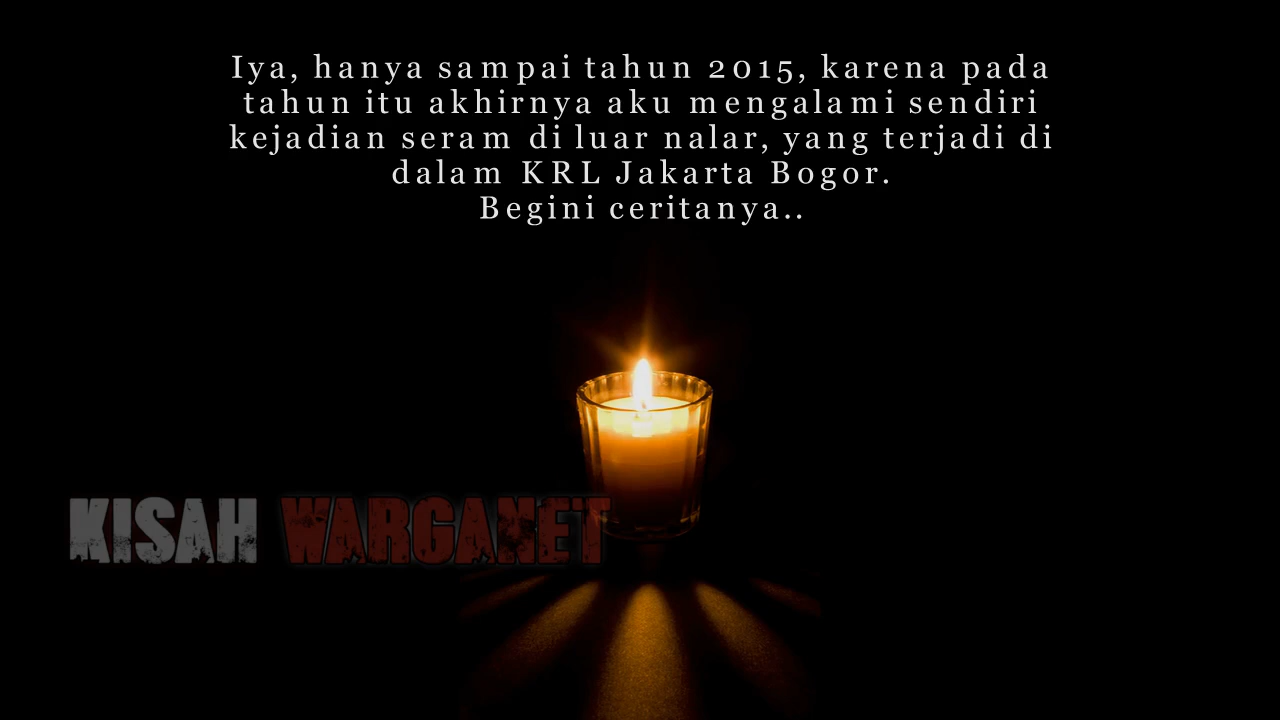 Iya, hanya sampai tahun 2015, karena pada
tahun itu akhirnya aku mengalami sendiri
kejadian seram di luar nalar, yang terjadi di
dalam KRL Jakarta Bogor.
Begini ceritanya..
KISAH WARGANET